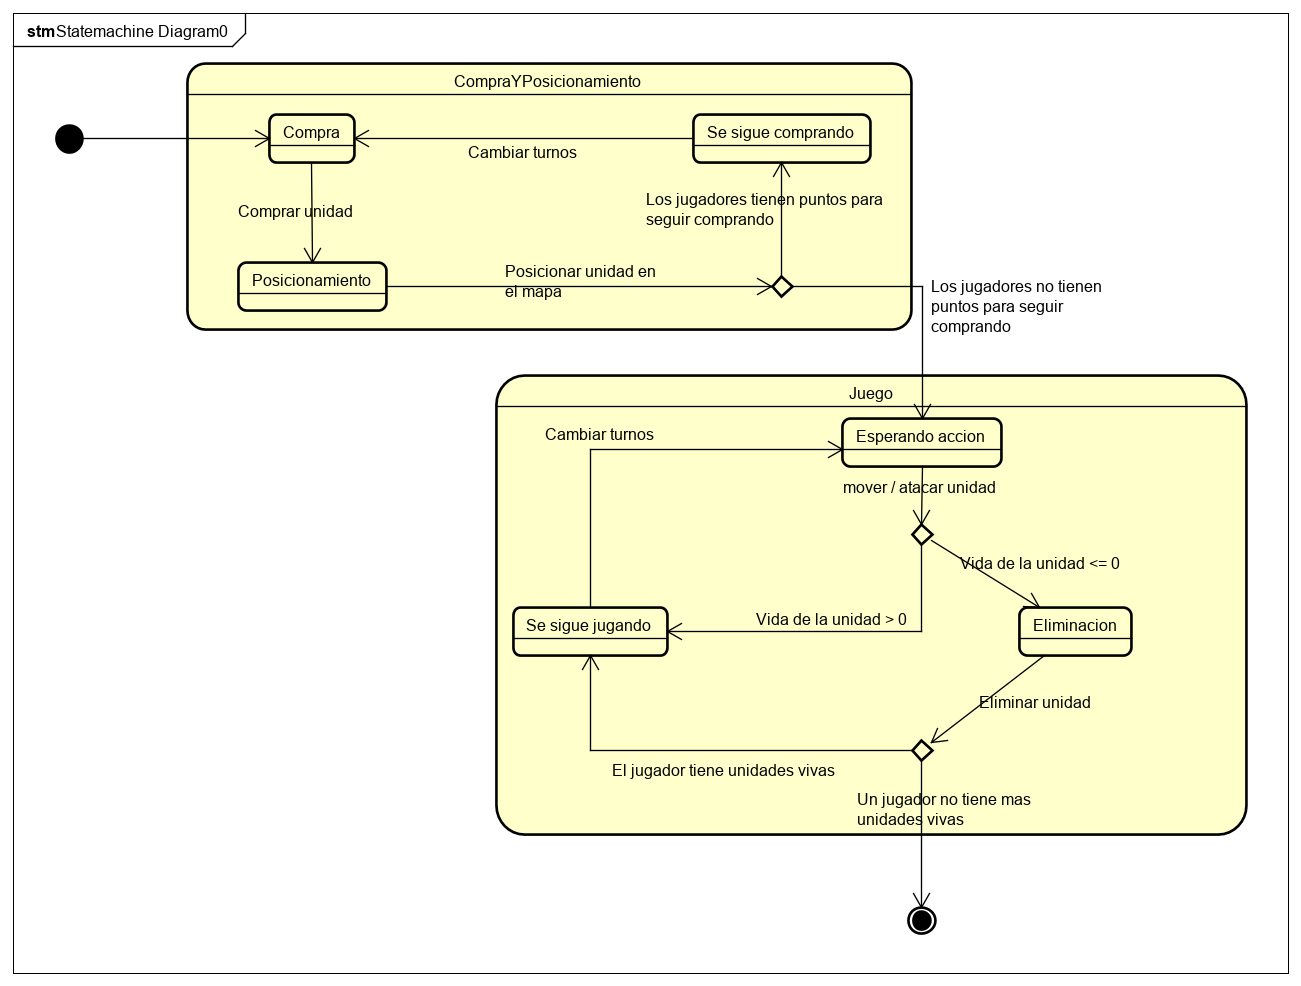 stm Statemachine Diagram0
CompraYPosicionamiento
Compra
Se sigue comprando
Cambiar turnos
Los jugadores tienen puntos para
seguir comprando
Comprar unidad
Posicionamiento
Posicionar unidad en
el mapa
Los jugadores no tienen
puntos para seguir
comprando
Juego
Cambiar turnos
Esperando accion
mover / atacar unidad
Vida de la unidad <= 0
Vida de la unidad > 0
Se sigue jugando
Eliminacion
Eliminar unidad
El jugador tiene unidades vivas
Un jugador no tiene mas
unidades vivas